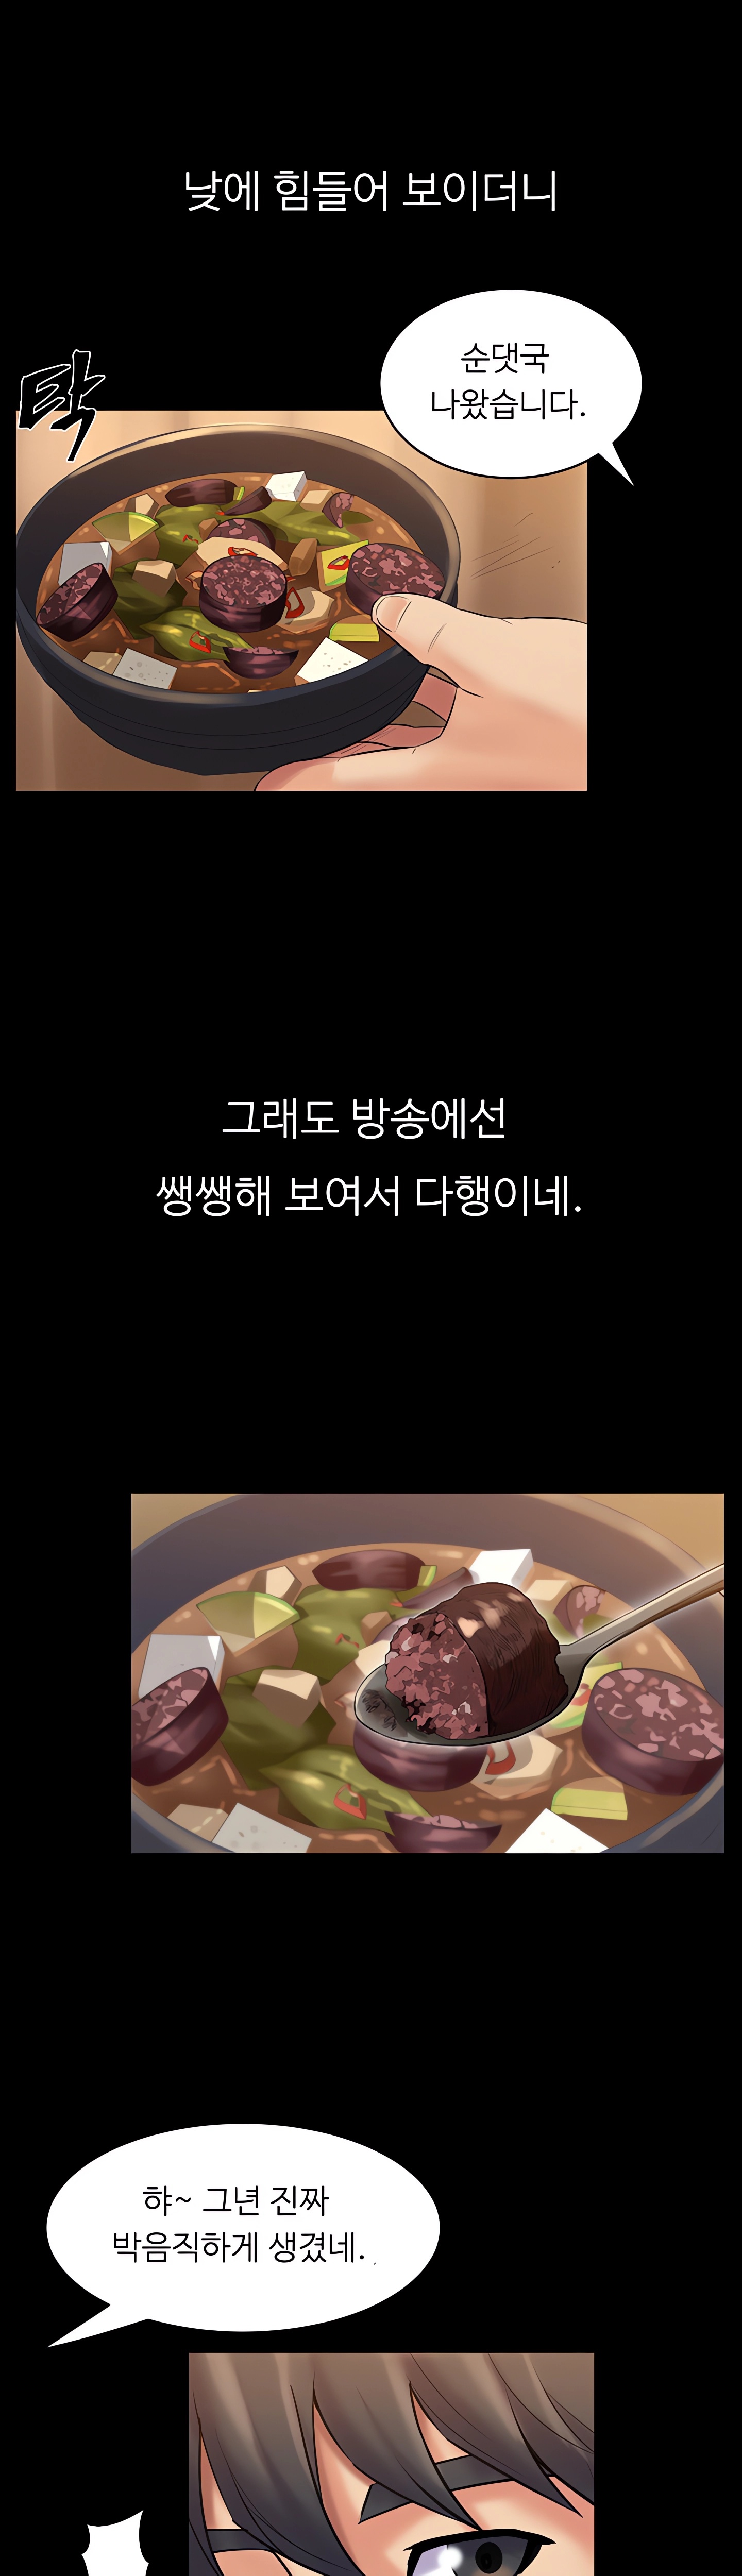 낮에 힘들어 보이더니
순댓국
나왔습니다.
탁
그래도 방송에선
쌩쌩해 보여서 다행이네.
햐~ 그년 진짜
박음직하게 생겼네.